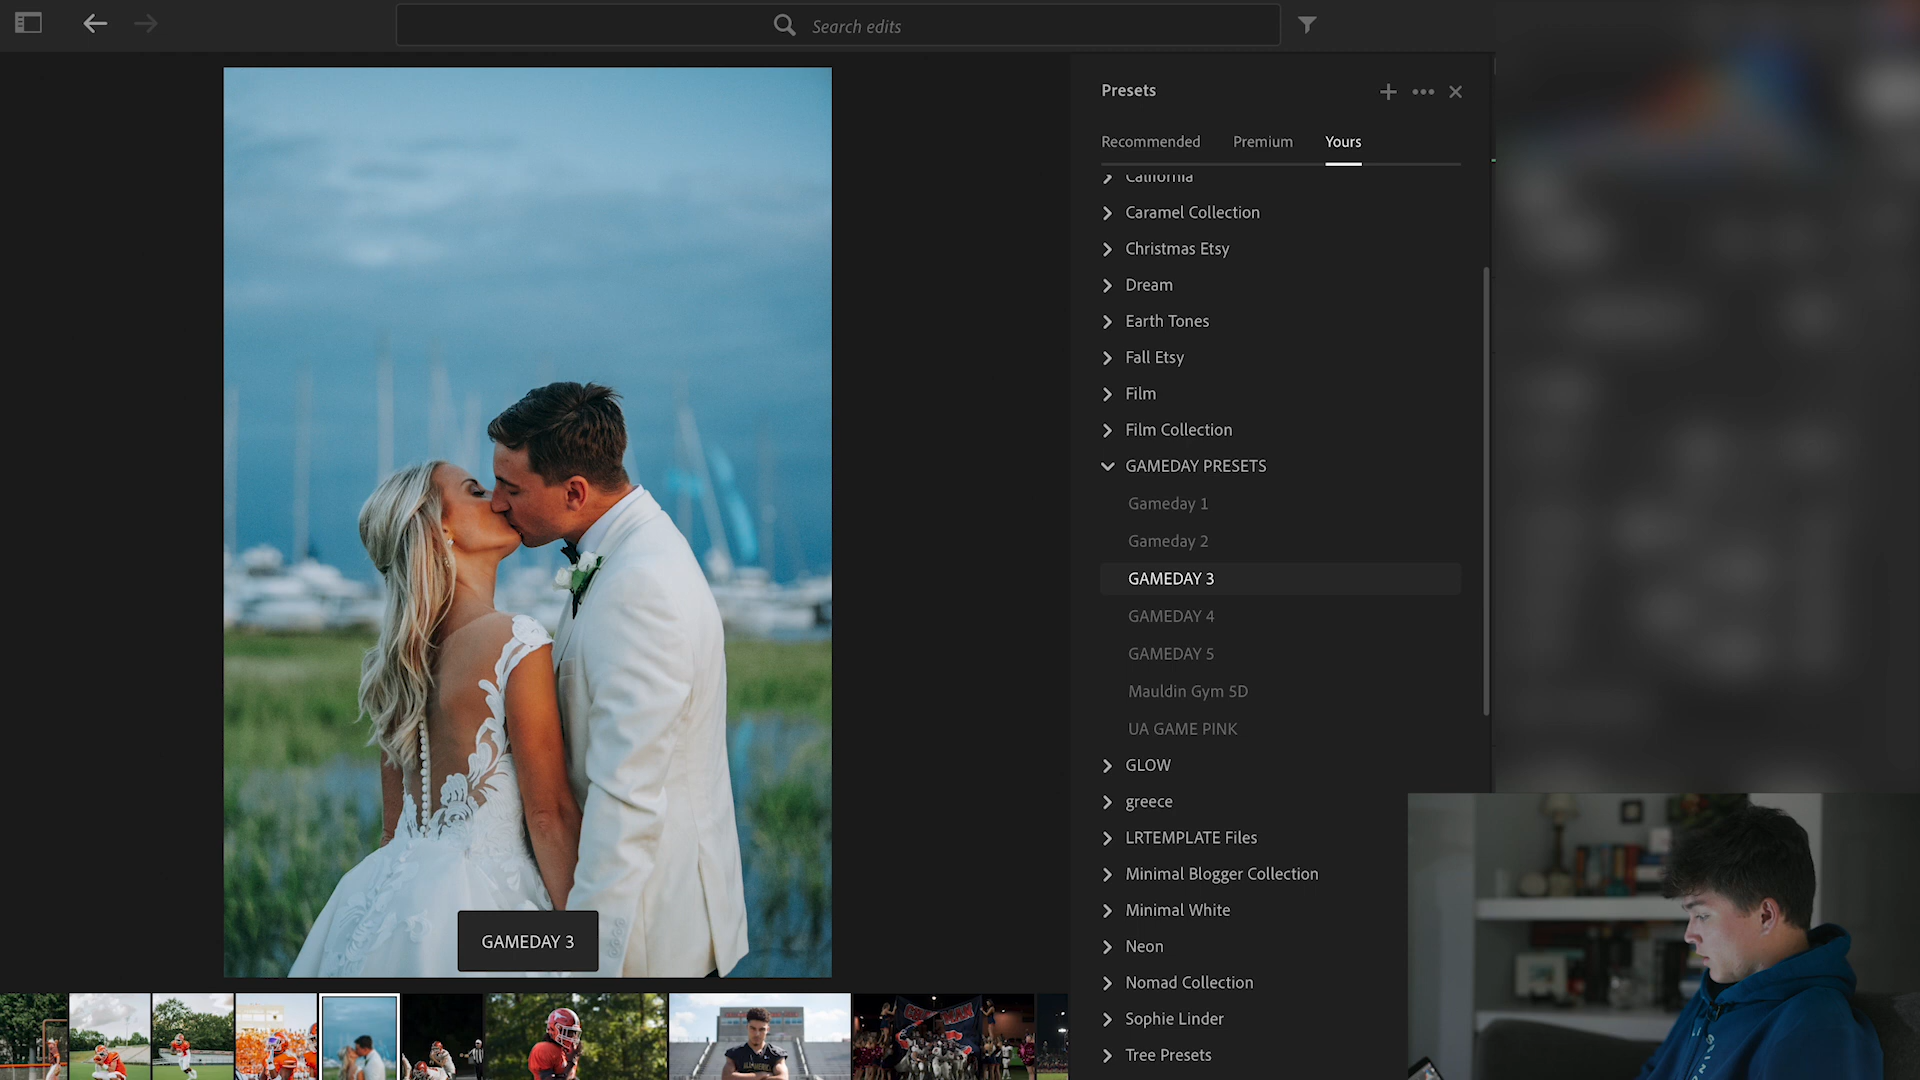 Search edits
Presets
Recommended
Premium
Yours
California
Caramel Collection
Christmas Etsy
Dream
Earth Tones
Fall Etsy
Film
Film Collection
GAMEDAY PRESETS
Gameday 1
Gameday 2
GAMEDAY 3
GAMEDAY 4
GAMEDAY 5
Mauldin Gym 5D
UA GAME PINK
GLOW
greece
LRTEMPLATE Files
Minimal Blogger Collection
Minimal White
Neon
Nomad Collection
Sophie Linder
Tree Presets
GAMEDAY 3